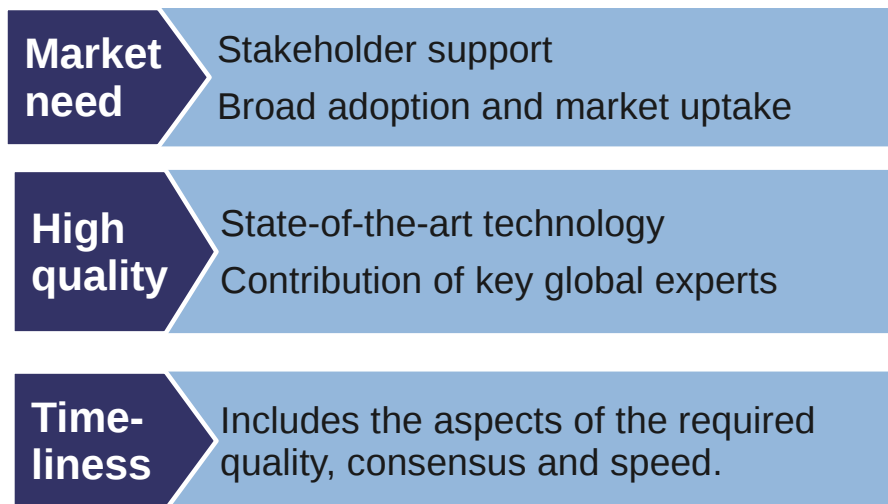 Market
need
Stakeholder support
Broad adoption and market uptake
High
quality
State-of-the-art technology
Contribution of key global experts
Time-
liness
Includes the aspects of the required
quality, consensus and speed.